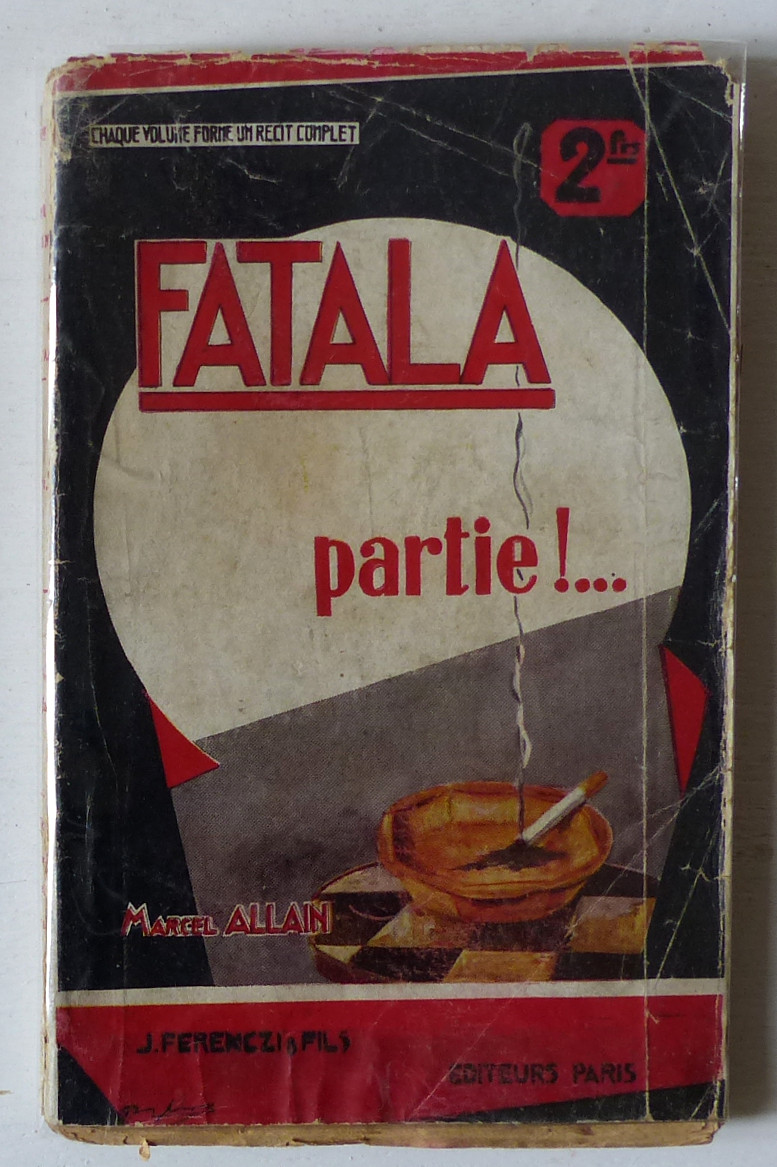 CHAQUE VOLUME FORME UN RECIT COMPLET
2 frs
FATALA
partie !...
MARCEL ALLAIN
J. FERENCZI & FILS
EDITEURS PARIS